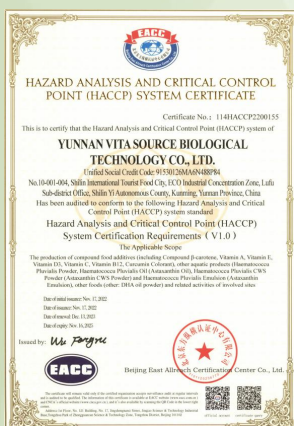 EACC
HAZARD ANALYSIS AND CRITICAL CONTROL
POINT (HACCP) SYSTEM CERTIFICATE
Certificate No.: 114HACCP2200155
This is to certify that the Hazard Analysis and Critical Control Point (HACCP) system of
YUNNAN VITA SOURCE BIOLOGICAL
TECHNOLOGY CO., LTD.
Unified Social Credit Code: 91530126MA6N488P84
No.10-001-004, Shilin International Tourist Food City, ECO Industrial Concentration Zone, Lufu
Sub-district Office, Shilin Yi Autonomous County, Kunming, Yunnan Province, China
Has been audited to conform to the following Hazard Analysis and Critical
Control Point (HACCP) system standard
Hazard Analysis and Critical Control Point (HACCP)
System Certification Requirements (V1.0)
The Applicable Scope
The production of compound food additives (including Compound β-carotene, Vitamin A, Vitamin E,
Vitamin D3, Vitamin C, Vitamin B12, Curcumin Colorant), other aquatic products (Haematococcus
Pluvialis Powder, Haematococcus Pluvialis Oil (Astaxanthin Oil), Haematococcus Pluvialis CWS
Powder (Astaxanthin CWS Powder) and Haematococcus Pluvialis Emulsion (Astaxanthin
Emulsion), other foods (other: DHA oil powder) and related activities of involved sites
Date of initial issuance: Nov. 17, 2022
Date of issuance: Nov. 17, 2022
Date of renewal: Dec. 13, 2023
Date of expiry: Nov. 16, 2025
Issued by:
EACC
Beijing East Allreach Certification Center Co., Ltd.